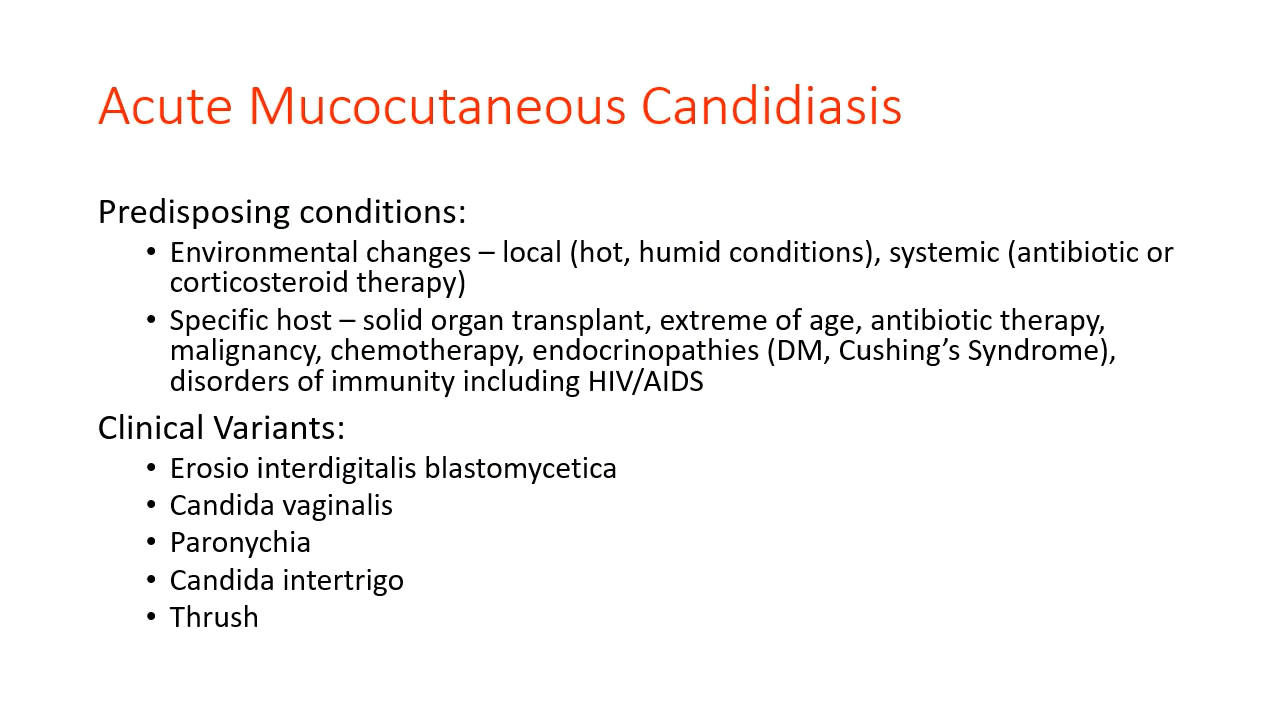 Acute Mucocutaneous Candidiasis
Predisposing conditions:
• Environmental changes – local (hot, humid conditions), systemic (antibiotic or
corticosteroid therapy)
• Specific host – solid organ transplant, extreme of age, antibiotic therapy,
malignancy, chemotherapy, endocrinopathies (DM, Cushing’s Syndrome),
disorders of immunity including HIV/AIDS
Clinical Variants:
• Erosio interdigitalis blastomycetica
• Candida vaginalis
• Paronychia
• Candida intertrigo
• Thrush